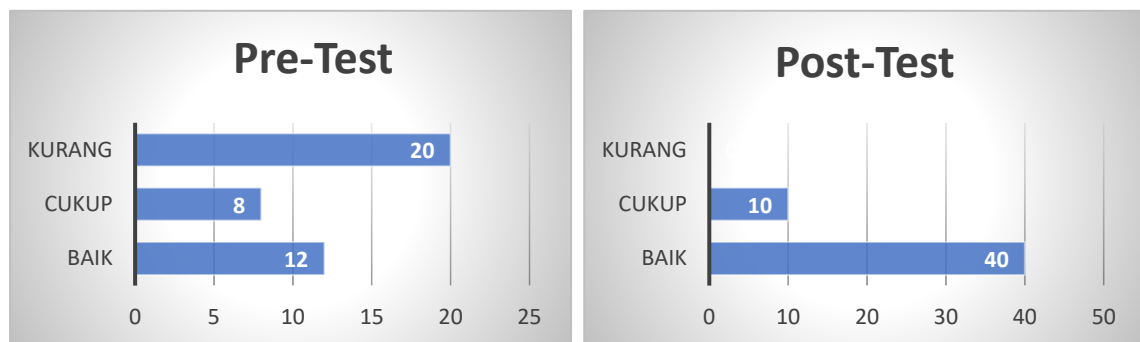 Pre-Test
KURANG 20
CUKUP 8
BAIK 12
0 5 10 15 20 25
Post-Test
KURANG 0
CUKUP 10
BAIK 40
0 10 20 30 40 50